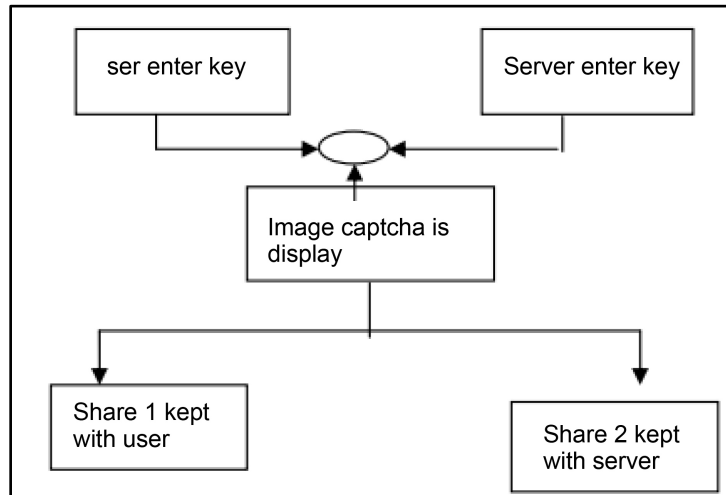 ser enter key
Server enter key
Image captcha is
display
Share 1 kept
with user
Share 2 kept
with server